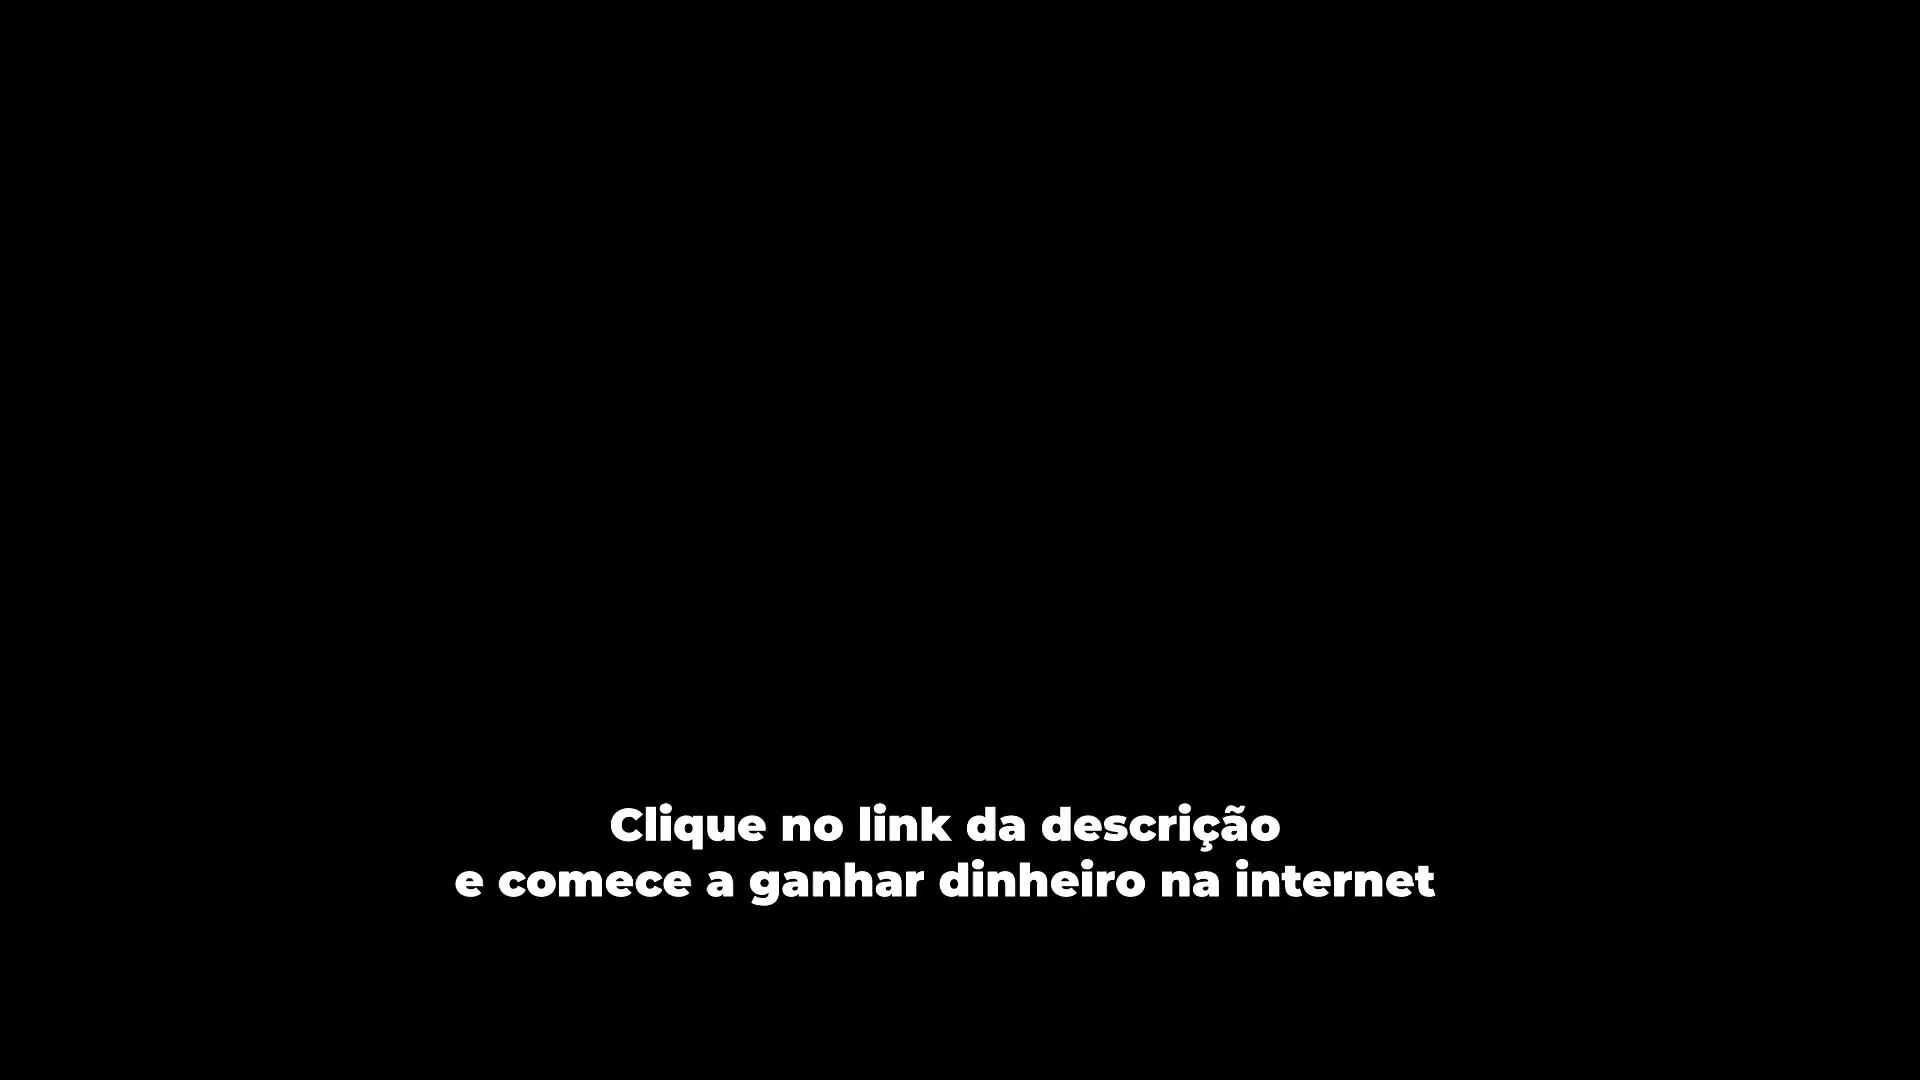 Clique no link da descrição
e comece a ganhar dinheiro na internet